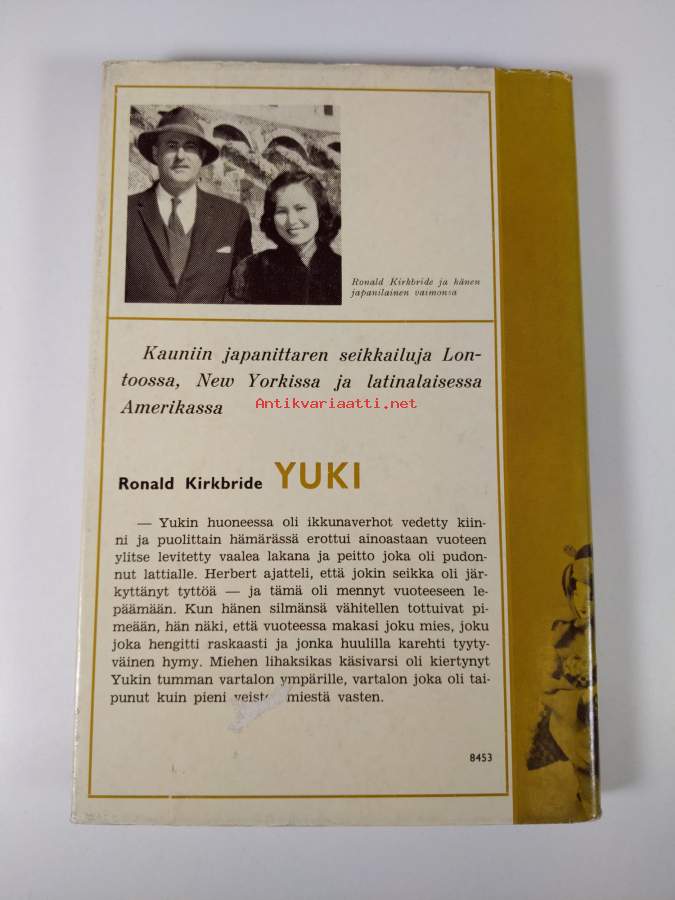 Ronald Kirkbride ja hänen
japanilainen vaimonsa
Kauniin japanittaren seikkailuja Lon-
toossa, New Yorkissa ja latinalaisessa
Amerikassa
Antikvariaatti.net
Ronald Kirkbride YUKI
— Yukin huoneessa oli ikkunaverhot vedetty kiin-
ni ja puolittain hämärässä erottui ainoastaan vuoteen
ylitse levitetty vaalea lakana ja peitto joka oli pudon-
nut lattialle. Herbert ajatteli, että jokin seikka oli jär-
kyttänyt tyttöä — ja tämä oli mennyt vuoteeseen le-
päämään. Kun hänen silmänsä vähitellen tottuivat pi-
meään, hän näki, että vuoteessa makasi joku mies, joku
joka hengitti raskaasti ja jonka huulilla karehti tyyty-
väinen hymy. Miehen lihaksikas käsivarsi oli kiertynyt
Yukin tumman vartalon ympärille, vartalon joka oli tai-
punut kuin pieni miestä vasten.
8453